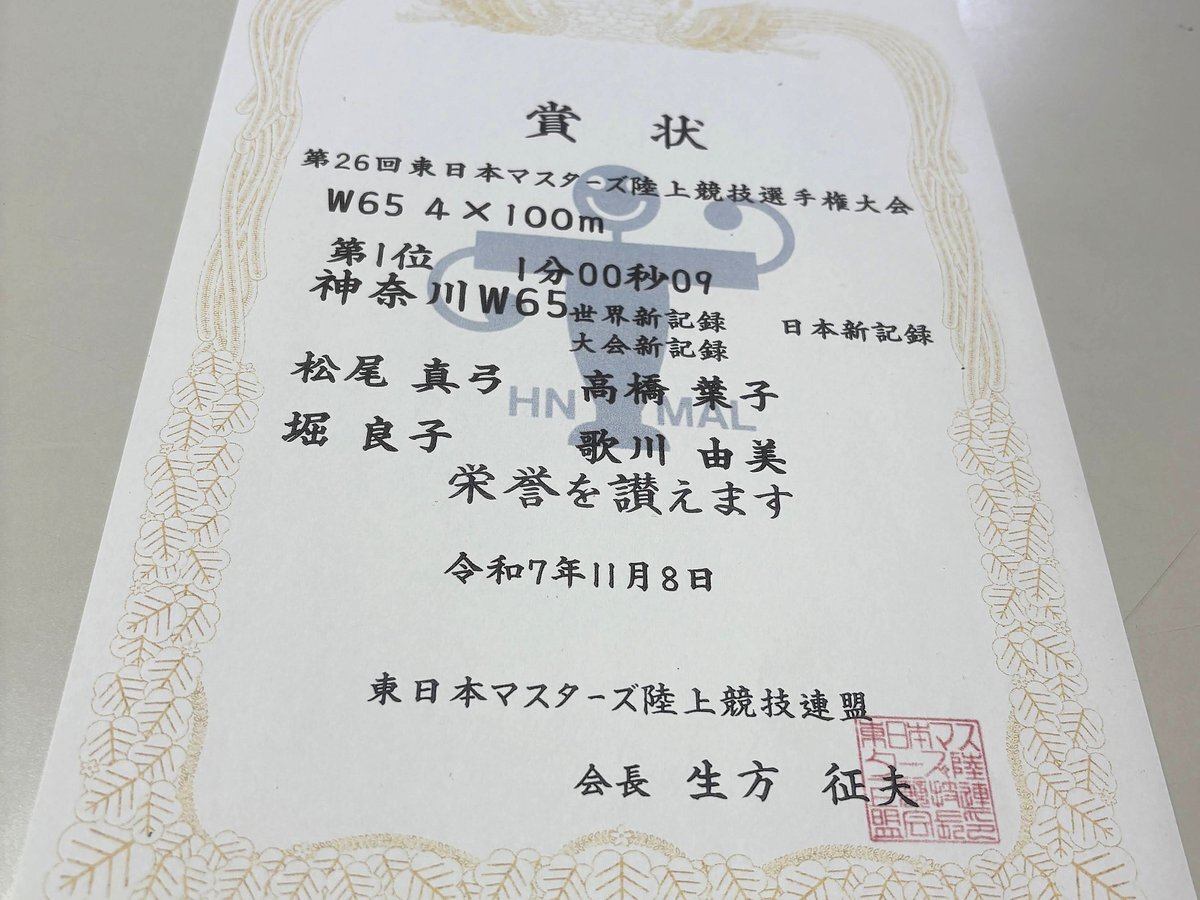 賞 状
第26回東日本マスターズ陸上競技選手権大会
W65 4×100m
第1位 1分00秒09
神奈川W65 世界新記録 日本新記録
大会新記録
松尾 真弓 高橋 葉子
堀 良子 歌川 由美
HN MAL
栄誉を讃えます
令和7年11月8日
東日本マスターズ陸上競技連盟
会長 生方 征夫